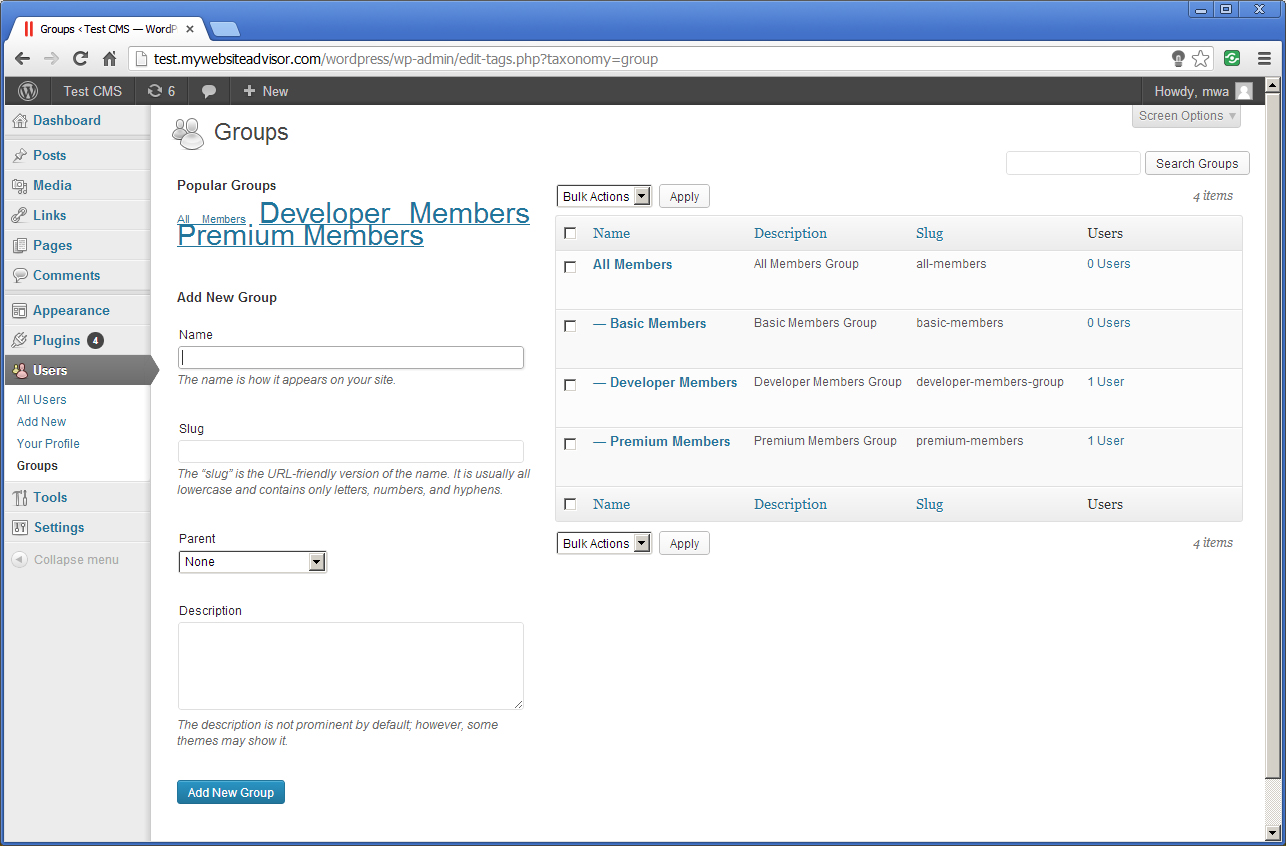 Groups ‹ Test CMS — WordP
test.mywebsiteadvisor.com/wordpress/wp-admin/edit-tags.php?taxonomy=group
Test CMS 6 + New Howdy, mwa
Screen Options
Dashboard
Posts
Media
Links
Pages
Comments
Appearance
Plugins 4
Users
All Users
Add New
Your Profile
Groups
Tools
Settings
Collapse menu
Groups
Search Groups
Popular Groups
All Members Developer Members
Premium Members
Add New Group
Name
The name is how it appears on your site.
Slug
The “slug” is the URL-friendly version of the name. It is usually all
lowercase and contains only letters, numbers, and hyphens.
Parent
None
Description
The description is not prominent by default; however, some
themes may show it.
Add New Group
Bulk Actions Apply 4 items
Name Description Slug Users
All Members All Members Group all-members 0 Users
— Basic Members Basic Members Group basic-members 0 Users
— Developer Members Developer Members Group developer-members-group 1 User
— Premium Members Premium Members Group premium-members 1 User
Name Description Slug Users
Bulk Actions Apply 4 items